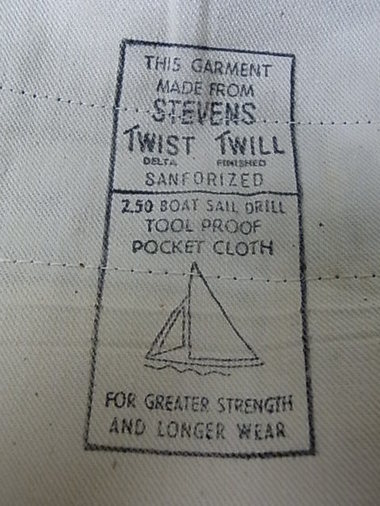 THIS GARMENT
MADE FROM
STEVENS
TWIST TWILL
DELTA FINISHED
SANFORIZED
2.50 BOAT SAIL DRILL
TOOL PROOF
POCKET CLOTH
FOR GREATER STRENGTH
AND LONGER WEAR